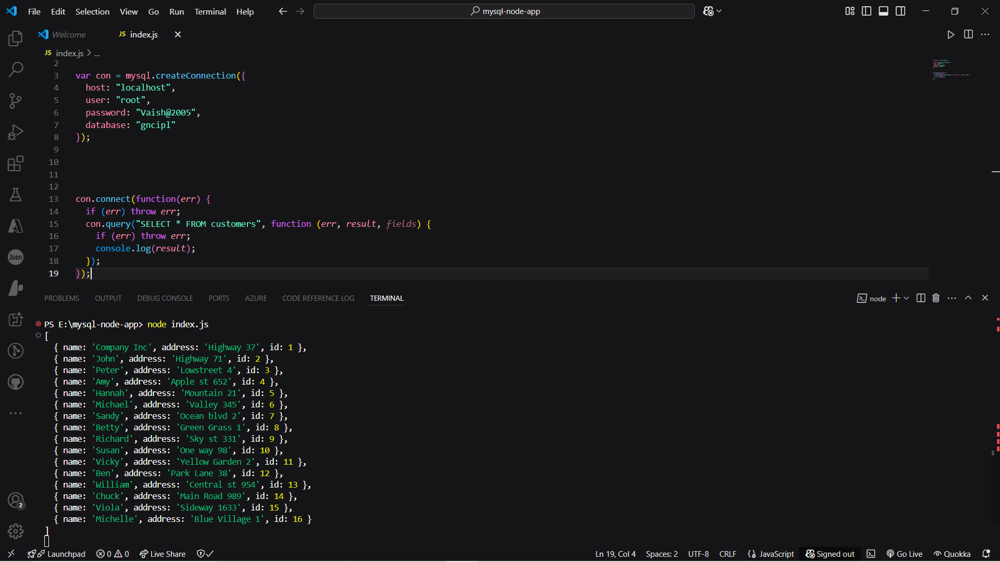 File Edit Selection View Go Run Terminal Help
mysql-node-app
Welcome
JS index.js
JS index.js > ...
2
3 var con = mysql.createConnection({
4 host: "localhost",
5 user: "root",
6 password: "Vaish@2005",
7 database: "gncipl"
8 });
9
10
11
12
13 con.connect(function(err) {
14 if (err) throw err;
15 con.query("SELECT * FROM customers", function (err, result, fields) {
16 if (err) throw err;
17 console.log(result);
18 });
19 });
Json
PROBLEMS OUTPUT DEBUG CONSOLE PORTS AZURE CODE REFERENCE LOG TERMINAL
node
PS E:\mysql-node-app> node index.js
[
{ name: 'Company Inc', address: 'Highway 37', id: 1 },
{ name: 'John', address: 'Highway 71', id: 2 },
{ name: 'Peter', address: 'Lowstreet 4', id: 3 },
{ name: 'Amy', address: 'Apple st 652', id: 4 },
{ name: 'Hannah', address: 'Mountain 21', id: 5 },
{ name: 'Michael', address: 'Valley 345', id: 6 },
{ name: 'Sandy', address: 'Ocean blvd 2', id: 7 },
{ name: 'Betty', address: 'Green Grass 1', id: 8 },
{ name: 'Richard', address: 'Sky st 331', id: 9 },
{ name: 'Susan', address: 'One way 98', id: 10 },
{ name: 'Vicky', address: 'Yellow Garden 2', id: 11 },
{ name: 'Ben', address: 'Park Lane 38', id: 12 },
{ name: 'William', address: 'Central st 954', id: 13 },
{ name: 'Chuck', address: 'Main Road 989', id: 14 },
{ name: 'Viola', address: 'Sideway 1633', id: 15 },
{ name: 'Michelle', address: 'Blue Village 1', id: 16 }
]
2
Launchpad 0 0 Live Share
Ln 19, Col 4 Spaces: 2 UTF-8 CRLF {} JavaScript Signed out Go Live Quokka